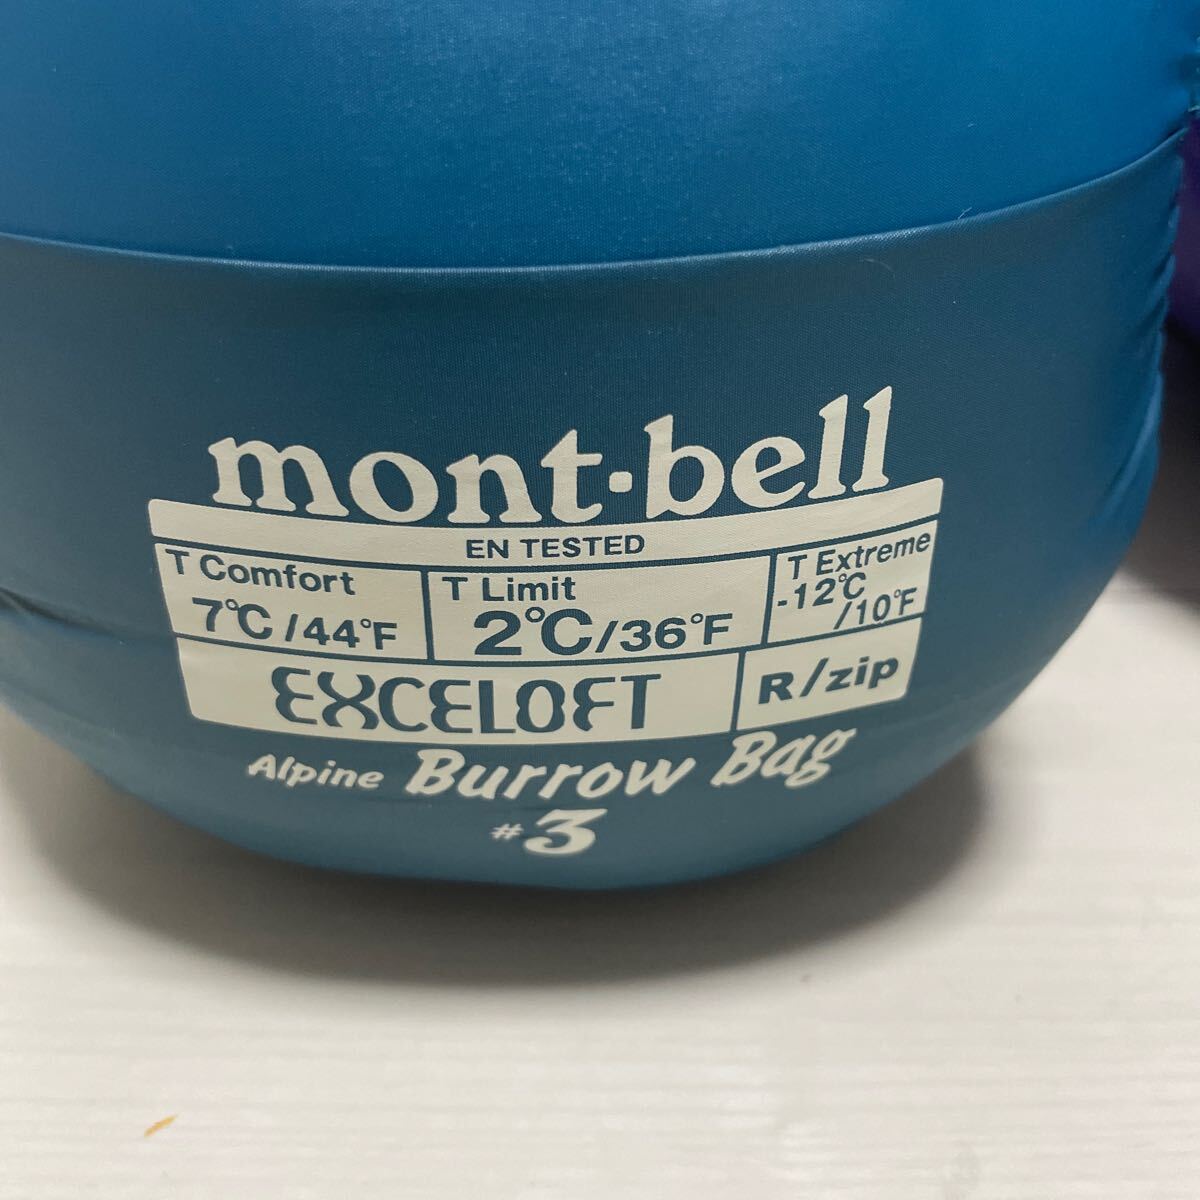 mont-bell
EN TESTED
T Comfort
7℃/44°F
T Limit
2℃/36°F
T Extreme
-12℃
/10°F
EXCELOFT
R/zip
Alpine Burrow Bag
#3